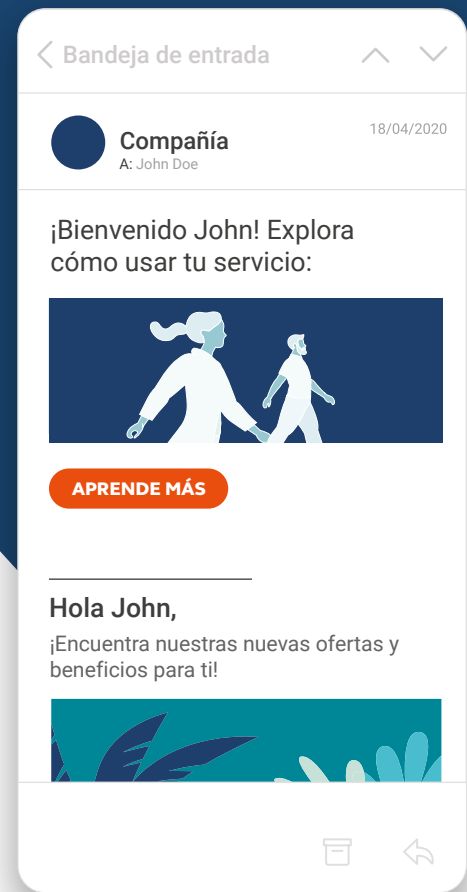 Bandeja de entrada
Compañía
18/04/2020
A: John Doe
¡Bienvenido John! Explora
cómo usar tu servicio:
APRENDE MÁS
Hola John,
¡Encuentra nuestras nuevas ofertas y
beneficios para ti!